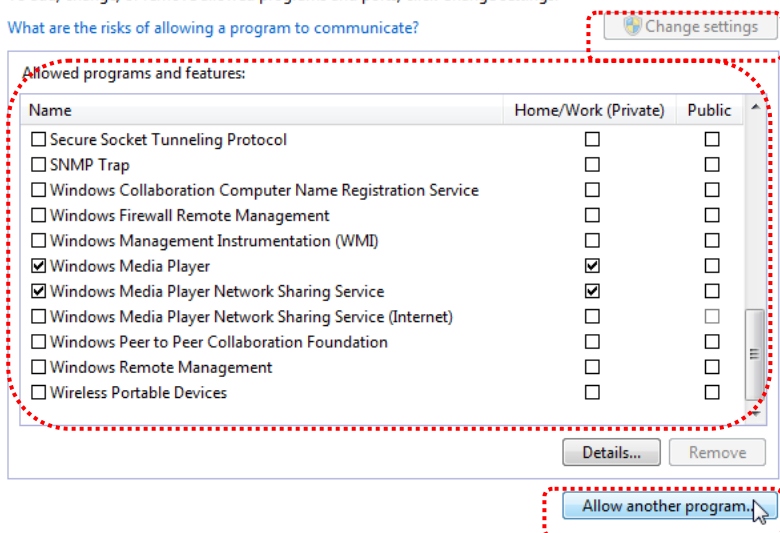 What are the risks of allowing a program to communicate?
Change settings
Allowed programs and features:
Name Home/Work (Private) Public
Secure Socket Tunneling Protocol
SNMP Trap
Windows Collaboration Computer Name Registration Service
Windows Firewall Remote Management
Windows Management Instrumentation (WMI)
Windows Media Player
Windows Media Player Network Sharing Service
Windows Media Player Network Sharing Service (Internet)
Windows Peer to Peer Collaboration Foundation
Windows Remote Management
Wireless Portable Devices
Details... Remove
Allow another program...